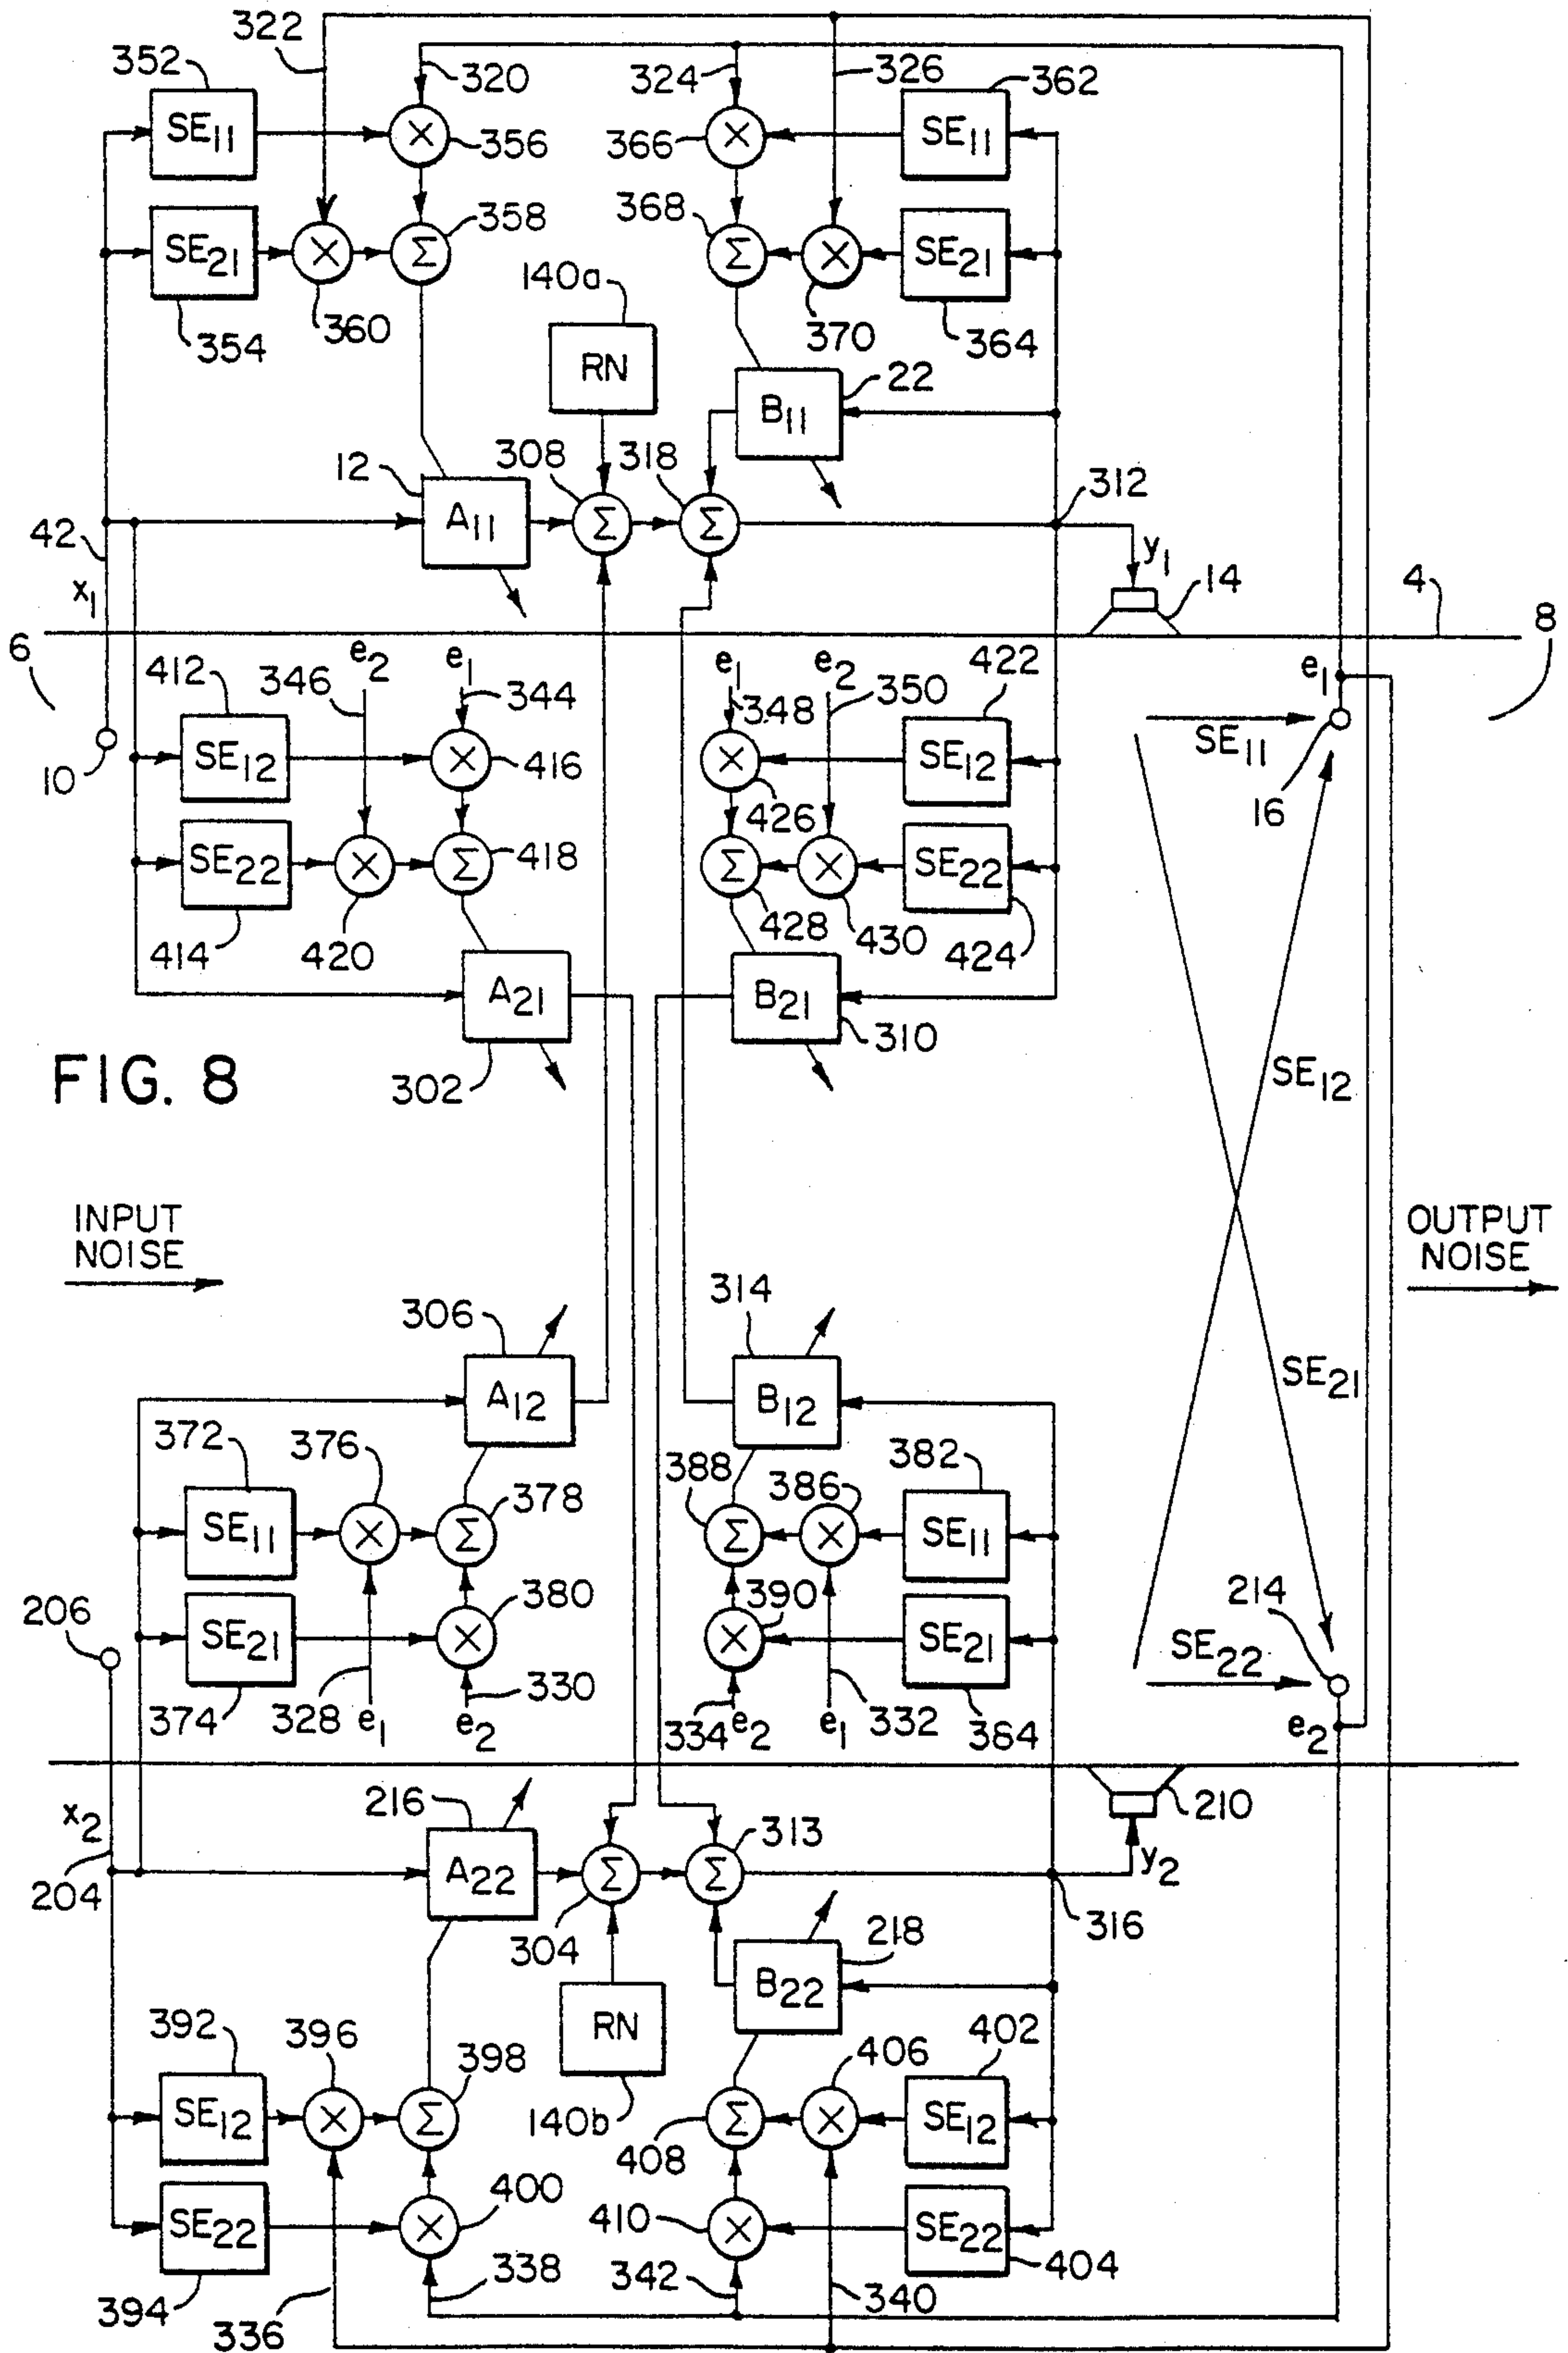 322
352
320
324
326
362
SE11
×
356
366
×
SE11
358
368
SE21
×
Σ
140a
Σ
×
SE21
354
360
370
364
RN
22
B11
12
308
318
312
A11
Σ
Σ
42
y1
x1
14
4
8
6
412
e2
e1
e1
e2
422
e1
346
344
348
350
SE11
SE12
×
416
×
SE12
10
426
16
SE22
×
Σ
418
Σ
×
SE22
414
420
428
430
424
A21
B21
310
302
FIG. 8
SE12
INPUT
NOISE
OUTPUT
NOISE
306
314
A12
B12
SE21
372
376
388
386
382
378
SE11
×
Σ
Σ
×
SE11
206
380
390
214
SE21
×
×
SE21
SE22
374
328
e1
330
e2
334
e2
e1
332
384
e2
x2
216
210
313
A22
Σ
Σ
y2
204
304
316
218
B22
RN
392
396
398
406
402
SE12
×
Σ
140b
Σ
×
SE12
408
400
410
SE22
×
×
SE22
404
394
336
338
342
340